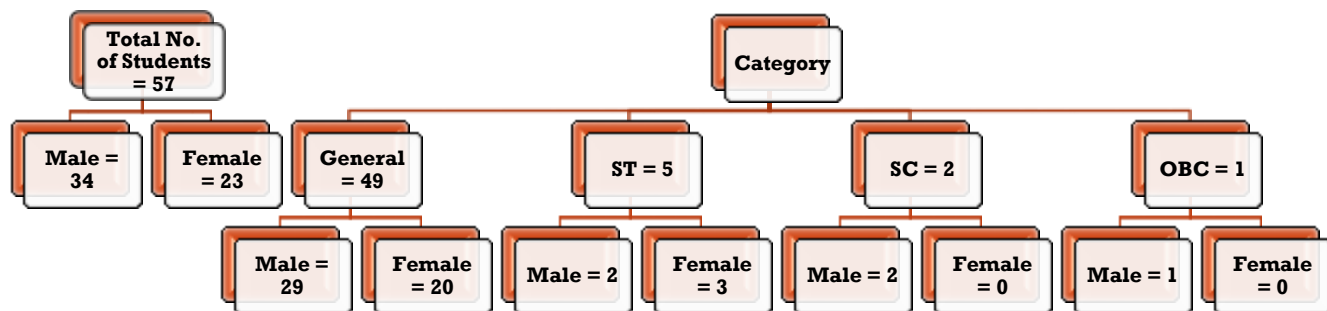 Total No.
of Students
= 57
Category
Male =
34
Female
= 23
General
= 49
ST = 5
SC = 2
OBC = 1
Male =
29
Female
= 20
Male = 2
Female
= 3
Male = 2
Female
= 0
Male = 1
Female
= 0